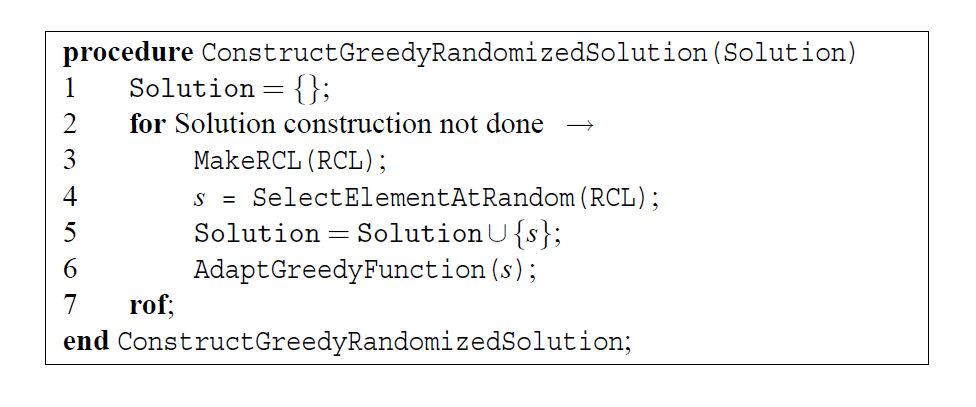 procedure ConstructGreedyRandomizedSolution(Solution)
1 Solution = {};
2 for Solution construction not done →
3 MakeRCL(RCL);
4 s = SelectElementAtRandom(RCL);
5 Solution = Solution ∪ {s};
6 AdaptGreedyFunction(s);
7 rof;
end ConstructGreedyRandomizedSolution;